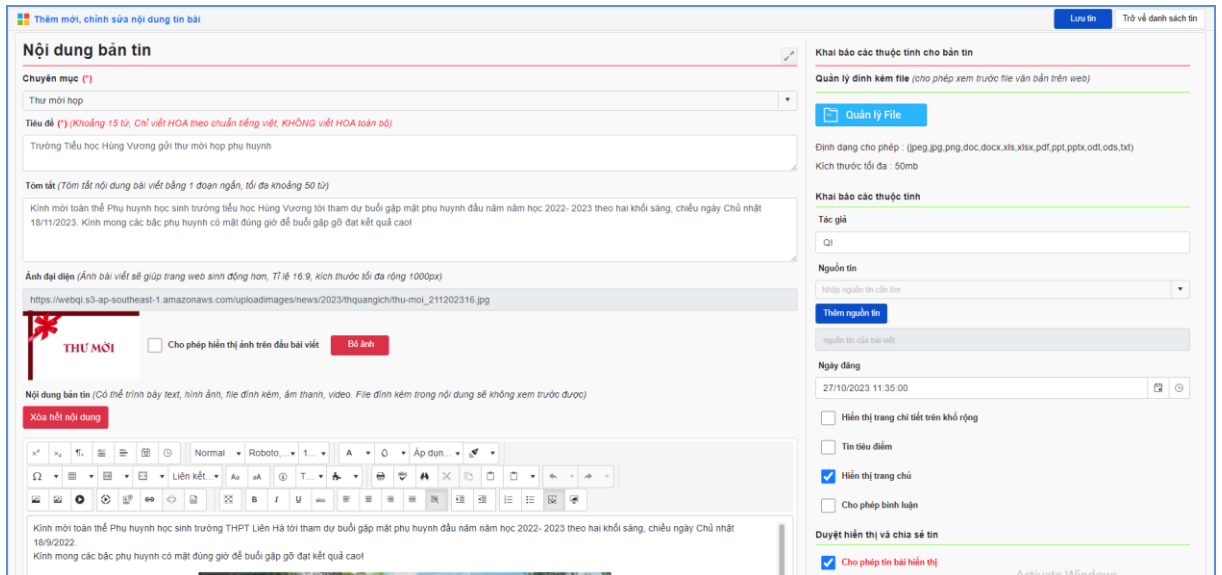 Thêm mới, chỉnh sửa nội dung tin bài
Lưu tin
Trở về danh sách tin
Nội dung bản tin
Chuyên mục (*)
Thư mời họp
Tiêu đề (*) (Khoảng 15 từ, Chỉ viết HOA theo chuẩn tiếng việt, KHÔNG viết HOA toàn bộ)
Trường Tiểu học Hùng Vương gửi thư mời họp phụ huynh
Tóm tắt (Tóm tắt nội dung bài viết bằng 1 đoạn ngắn, tối đa khoảng 50 từ)
Kính mời toàn thể Phụ huynh học sinh trường tiểu học Hùng Vương tới tham dự buổi gặp mặt phụ huynh đầu năm năm học 2022- 2023 theo hai khối sáng, chiều ngày Chủ nhật
18/11/2023. Kính mong các bậc phụ huynh có mặt đúng giờ để buổi gặp gỡ đạt kết quả cao!
Ảnh đại diện (Ảnh bài viết sẽ giúp trang web sinh động hơn, Tỉ lệ 16:9, kích thước tối đa rộng 1000px)
https://webqi.s3-ap-southeast-1.amazonaws.com/uploadimages/news/2023/thquangich/thu-moi_211202316.jpg
THƯ MỜI
Cho phép hiển thị ảnh trên đầu bài viết
Bỏ ảnh
Nội dung bản tin (Có thể trình bày text, hình ảnh, file đính kèm, âm thanh, video. File đính kèm trong nội dung sẽ không xem trước được)
Xóa hết nội dung
Normal Roboto,... 1... A Áp dụn...
Ω Liên kết... Aa aA T...
B I U abc
Kính mời toàn thể Phụ huynh học sinh trường THPT Liên Hà tới tham dự buổi gặp mặt phụ huynh đầu năm năm học 2022- 2023 theo hai khối sáng, chiều ngày Chủ nhật
18/9/2022.
Kính mong các bậc phụ huynh có mặt đúng giờ để buổi gặp gỡ đạt kết quả cao!
Khai báo các thuộc tính cho bản tin
Quản lý đính kèm file (cho phép xem trước file văn bản trên web)
Quản lý File
Định dạng cho phép : (jpeg,jpg,png,doc,docx,xls,xlsx,pdf,ppt,pptx,odt,ods,txt)
Kích thước tối đa : 50mb
Khai báo các thuộc tính
Tác giả
QI
Nguồn tin
Nhập nguồn tin cần tìm
Thêm nguồn tin
nguồn tin của bài viết
Ngày đăng
27/10/2023 11:35:00
Hiển thị trang chi tiết trên khổ rộng
Tin tiêu điểm
Hiển thị trang chủ
Cho phép bình luận
Duyệt hiển thị và chia sẻ tin
Cho phép tin bài hiển thị
Activate Windows